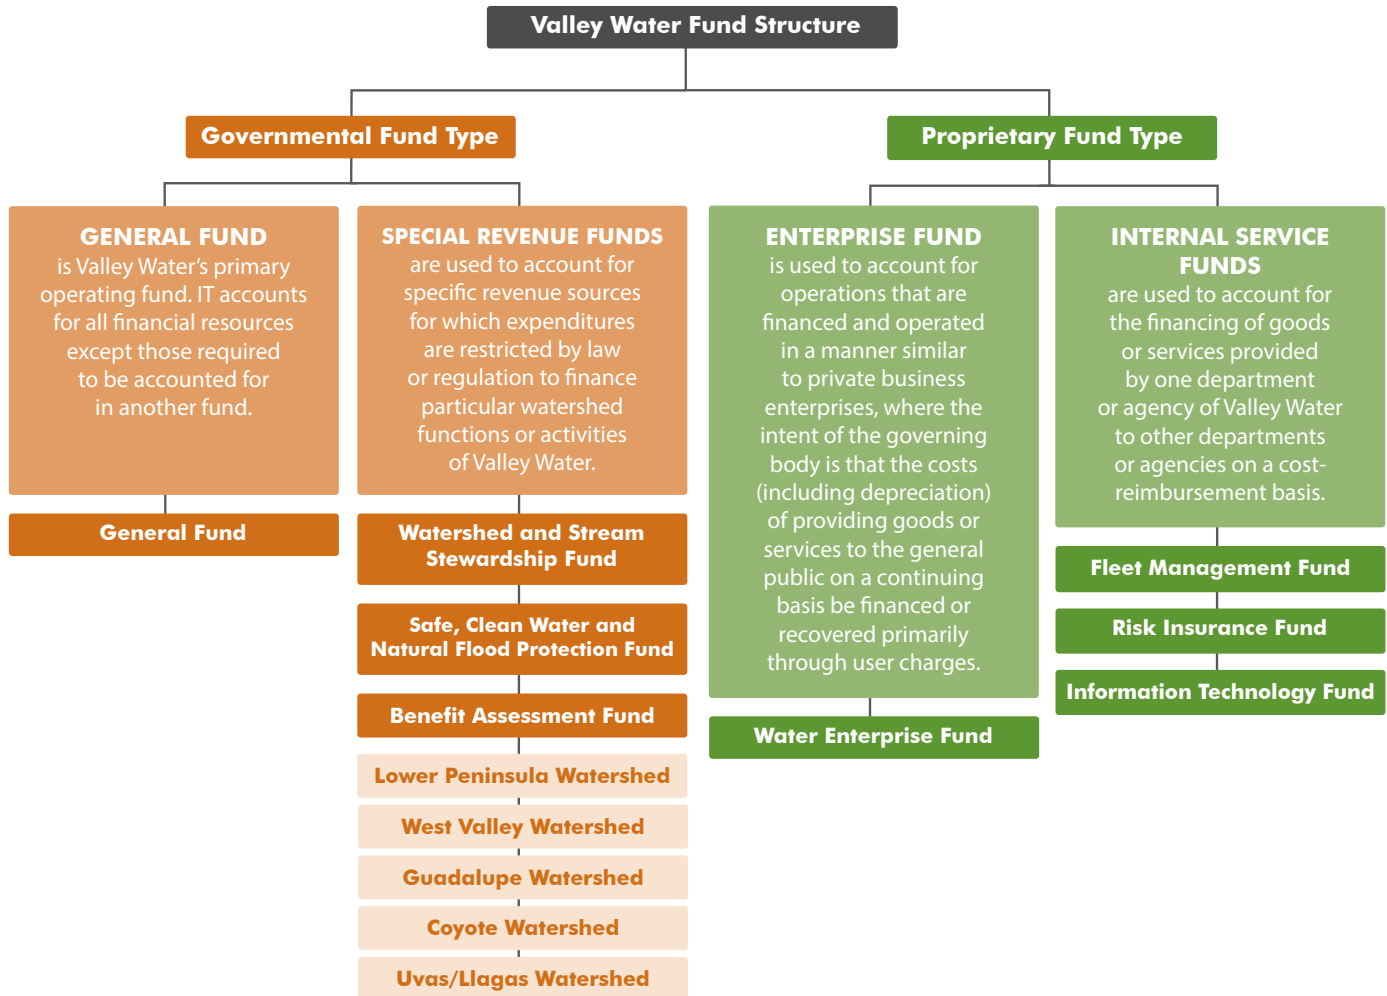 Valley Water Fund Structure
Governmental Fund Type
GENERAL FUND
is Valley Water’s primary
operating fund. IT accounts
for all financial resources
except those required
to be accounted for
in another fund.
General Fund
SPECIAL REVENUE FUNDS
are used to account for
specific revenue sources
for which expenditures
are restricted by law
or regulation to finance
particular watershed
functions or activities
of Valley Water.
Watershed and Stream
Stewardship Fund
Safe, Clean Water and
Natural Flood Protection Fund
Benefit Assessment Fund
Lower Peninsula Watershed
West Valley Watershed
Guadalupe Watershed
Coyote Watershed
Uvas/Llagas Watershed
Proprietary Fund Type
ENTERPRISE FUND
is used to account for
operations that are
financed and operated
in a manner similar
to private business
enterprises, where the
intent of the governing
body is that the costs
(including depreciation)
of providing goods or
services to the general
public on a continuing
basis be financed or
recovered primarily
through user charges.
Water Enterprise Fund
INTERNAL SERVICE
FUNDS
are used to account for
the financing of goods
or services provided
by one department
or agency of Valley Water
to other departments
or agencies on a cost-
reimbursement basis.
Fleet Management Fund
Risk Insurance Fund
Information Technology Fund